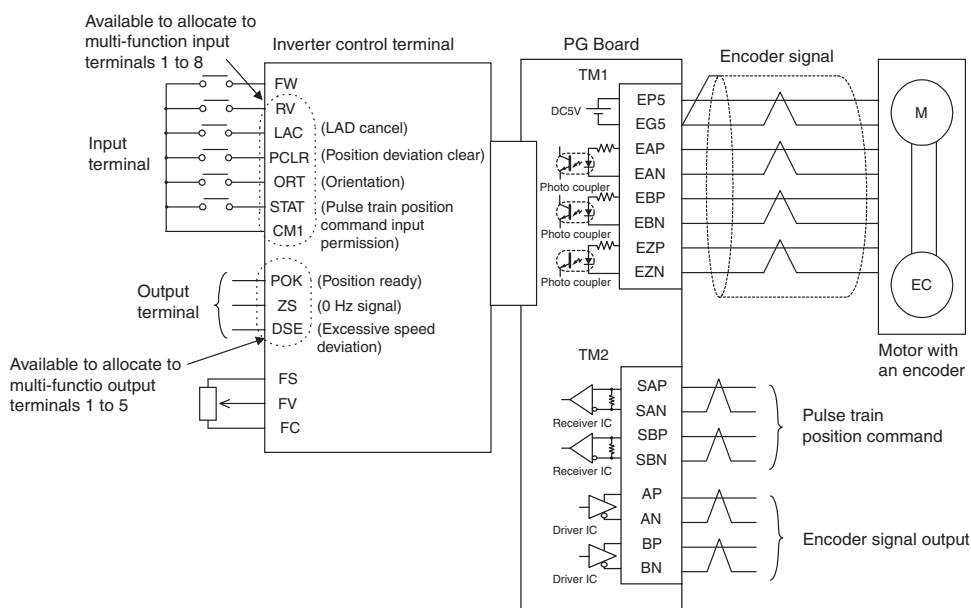 Available to allocate to
multi-function input
terminals 1 to 8
Inverter control terminal
PG Board
Encoder signal
Input
terminal
FW
RV
LAC (LAD cancel)
PCLR (Position deviation clear)
ORT (Orientation)
STAT (Pulse train position
command input
permission)
CM1
Output
terminal
POK (Position ready)
ZS (0 Hz signal)
DSE (Excessive speed
deviation)
Available to allocate to
multi-functio output
terminals 1 to 5
FS
FV
FC
TM1
DC5V
EP5
EG5
EAP
EAN
Photo coupler
EBP
EBN
Photo coupler
EZP
EZN
Photo coupler
M
EC
Motor with
an encoder
TM2
SAP
SAN
Receiver IC
SBP
SBN
Receiver IC
Pulse train
position command
AP
AN
Driver IC
BP
BN
Driver IC
Encoder signal output